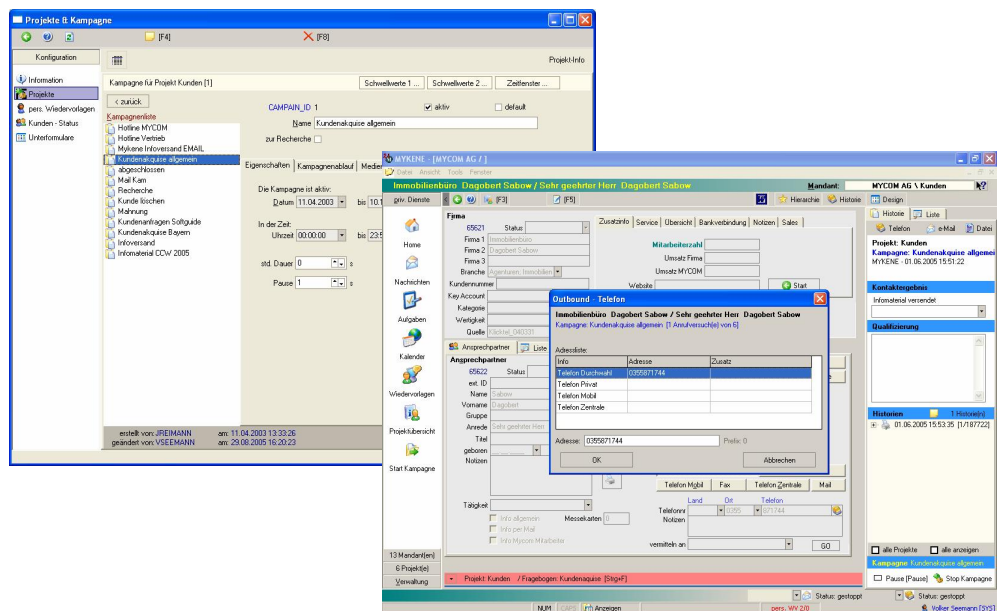 Projekte & Kampagne
[F4]
[F8]
Konfiguration
Projekt-Info
Information
Projekte
pers. Wiedervorlagen
Kunden - Status
Unterformulare
Kampagne für Projekt Kunden [1]
Schwellwerte 1 ...
Schwellwerte 2 ...
Zeitfenster ...
< zurück
CAMPAIN_ID 1
aktiv
default
Kampagnenliste
Name Kundenakquise allgemein
zur Recherche
Hotline MYCOM
Hotline Vertrieb
Mykene Infoversand EMAIL
Kundenakquise allgemein
abgeschlossen
Mail Kam
Recherche
Kunde löschen
Mahnung
Kundenanfragen Softguide
Kundenakquise Bayern
Infoversand
Infomaterial CCW 2005
Eigenschaften
Kampagnenablauf
Medien
Die Kampagne ist aktiv:
Datum 11.04.2003 bis 10.1
In der Zeit:
Uhrzeit 00:00:00 bis 23:5
std. Dauer 0 s
Pause 1 s
erstellt von: JREIMANN am: 11.04.2003 13:33:26
geändert von: VSEEMANN am: 29.08.2005 16:20:23
MYKENE - [MYCOM AG / ]
Datei Ansicht Tools Fenster
Immobilienbüro Dagobert Sabow / Sehr geehrter Herr Dagobert Sabow
Mandant:
MYCOM AG \ Kunden
priv. Dienste
[F3]
[F5]
Hierarchie
Historie
Design
Home
Nachrichten
Aufgaben
Kalender
Wiedervorlagen
Projektübersicht
Start Kampagne
13 Mandant(en)
6 Projekt(e)
Verwaltung
Firma
65621 Status
Firma 1 Immobilienbüro
Firma 2 Dagobert Sabow
Firma 3
Branche Agenturen; Immobilien
Kundennummer
Key Account
Kategorie
Wertigkeit
Quelle Klicktel_040331
Zusatzinfo
Service
Übersicht
Bankverbindung
Notizen
Sales
Mitarbeiterzahl
Umsatz Firma
Umsatz MYCOM
Website
Start
Ansprechpartner
Liste
Ansprechpartner
65622 Status
ext. ID
Name Sabow
Vorname Dagobert
Gruppe
Anrede Sehr geehrter Herr
Titel
geboren
Notizen
Tätigkeit
Info allgemein
Messekarten 0
Info per Mail
Info Mycom Mitarbeiter
Outbound - Telefon
Immobilienbüro Dagobert Sabow / Sehr geehrter Herr Dagobert Sabow
Kampagne: Kundenakquise allgemein [1 Anrufversuch(e) von 6]
Adressliste:
Info Adresse Zusatz
Telefon Durchwahl 0355871744
Telefon Privat
Telefon Mobil
Telefon Zentrale
Adresse: 0355871744 Prefix: 0
OK
Abbrechen
Telefon Mobil
Fax
Telefon Zentrale
Mail
Land Ort Telefon
Telefonnr 0355 871744
Notizen
vermitteln an
GO
Projekt: Kunden / Fragebogen: Kundenaquise [Strg+F]
Historie
Liste
Telefon
e-Mail
Datei
Projekt: Kunden
Kampagne: Kundenakquise allgemei
MYKENE - 01.06.2005 15:51:22
Kontaktergebnis
Infomaterial versendet
Qualifizierung
Historien
1 Historie(n)
01.06.2005 15:53:35 [1/187722]
alle Projekte
alle anzeigen
Kampagne Kundenakquise allgemein
Pause [Pause]
Stop Kampagne
Status: gestoppt
Status: gestoppt
NUM
CAPS
Anzeigen
pers. WV 2/0
Volker Seemann [SYS]